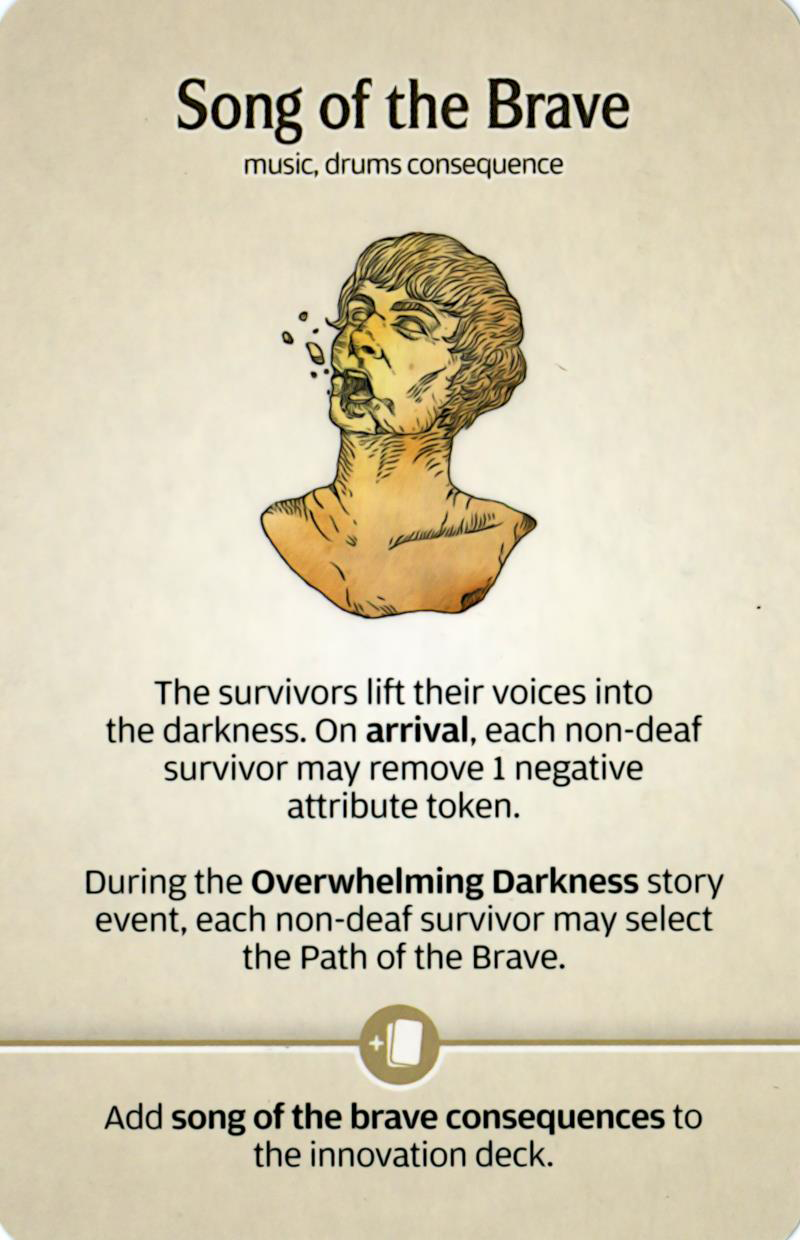 Song of the Brave
music, drums consequence
The survivors lift their voices into
the darkness. On arrival, each non-deaf
survivor may remove 1 negative
attribute token.
During the Overwhelming Darkness story
event, each non-deaf survivor may select
the Path of the Brave.
+
Add song of the brave consequences to
the innovation deck.